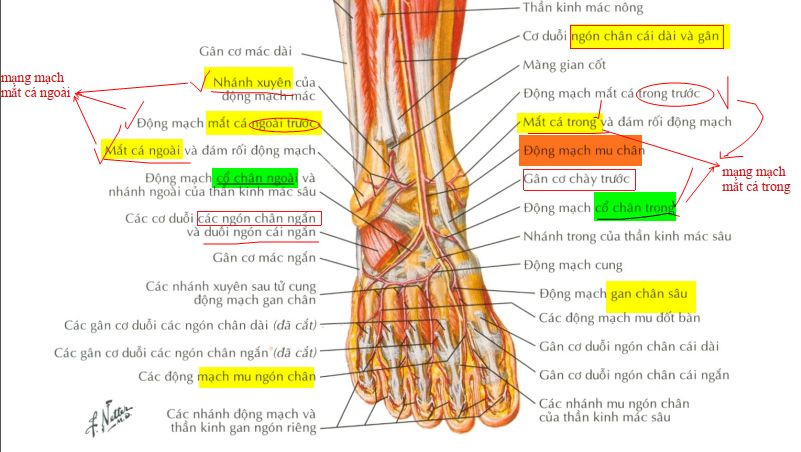 mạng mạch
mắt cá ngoài
Gân cơ mác dài
Nhánh xuyên của
động mạch mác
Động mạch mắt cá ngoài trước
Mắt cá ngoài và đám rối động mạch
Động mạch cổ chân ngoài và
nhánh ngoài của thần kinh mác sâu
Các cơ duỗi các ngón chân ngắn
và duỗi ngón cái ngắn
Gân cơ mác ngắn
Các nhánh xuyên sau tử cung
động mạch gan chân
Các gân cơ duỗi các ngón chân dài (đã cắt)
Các gân cơ duỗi các ngón chân ngắn (đã cắt)
Các động mạch mu ngón chân
Các nhánh động mạch và
thần kinh gan ngón riêng
Thần kinh mác nông
Cơ duỗi ngón chân cái dài và gân
Màng gian cốt
Động mạch mắt cá trong trước
Mắt cá trong và đám rối động mạch
Động mạch mu chân
Gân cơ chày trước
Động mạch cổ chân trong
Nhánh trong của thần kinh mác sâu
Động mạch cung
Động mạch gan chân sâu
Các động mạch mu đốt bàn
Gân cơ duỗi ngón chân cái dài
Gân cơ duỗi ngón chân cái ngắn
Các nhánh mu ngón chân
của thần kinh mác sâu
mạng mạch
mắt cá trong
F. Netter
M.D.